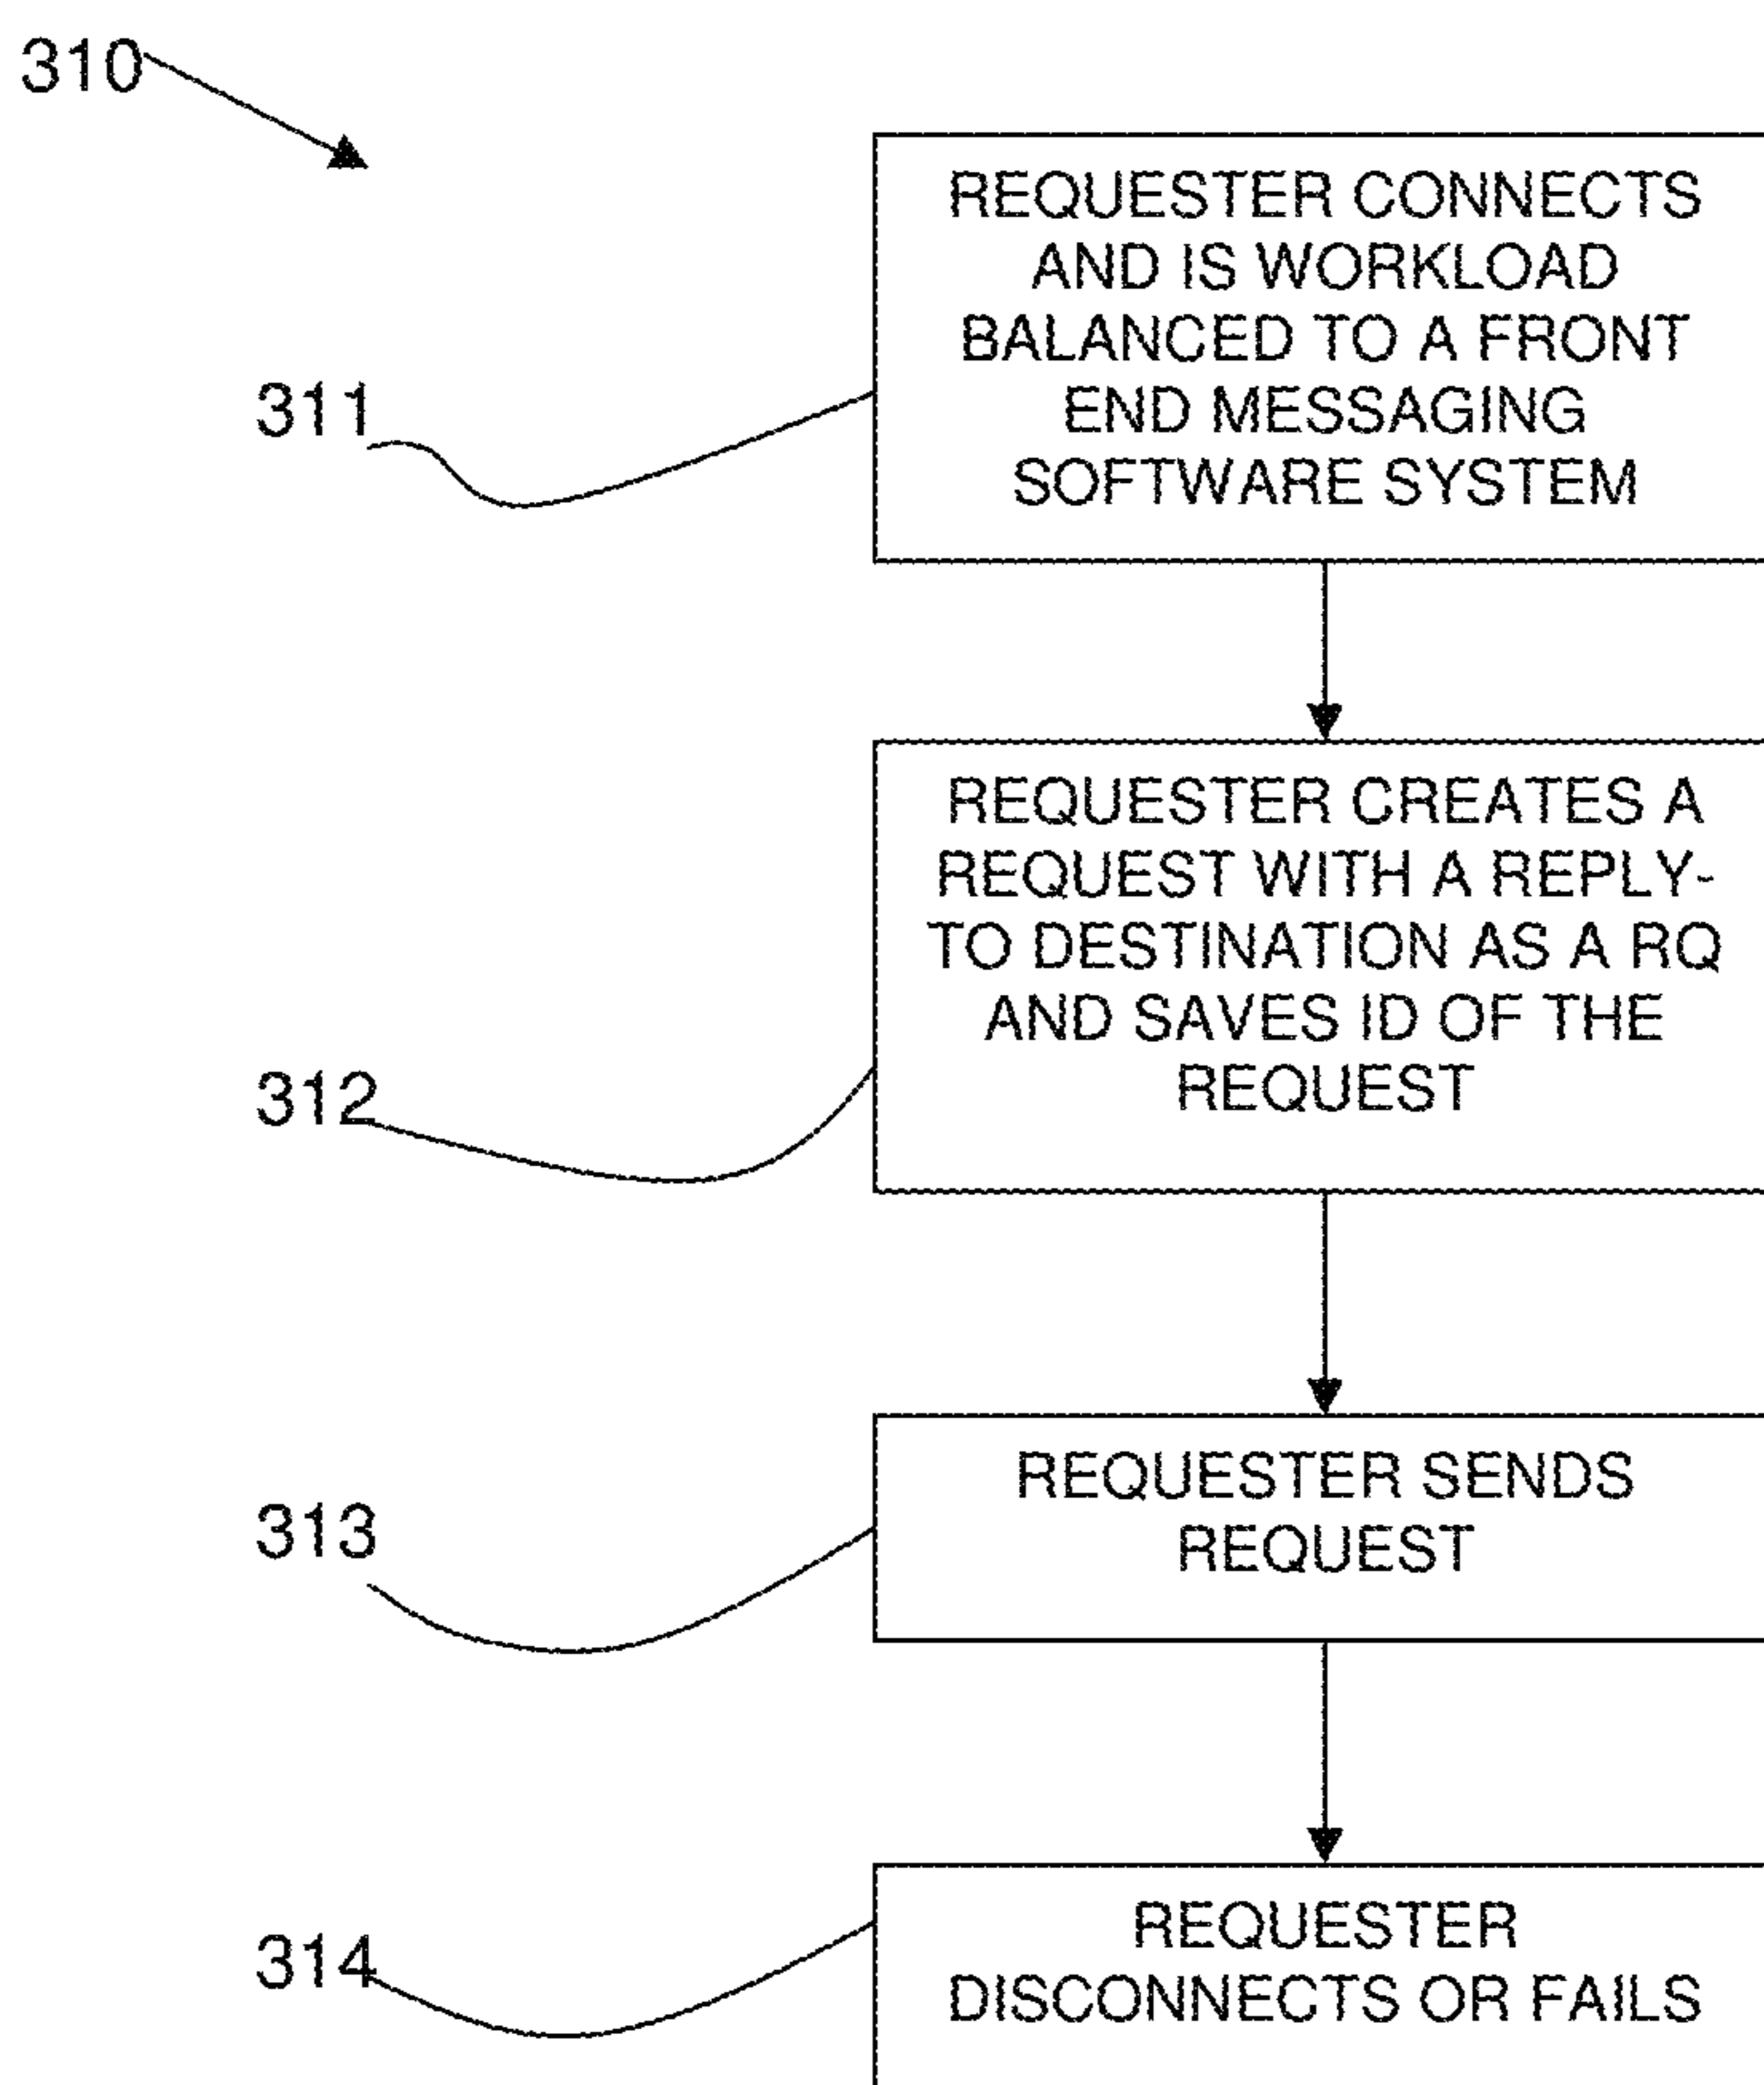 310
REQUESTER CONNECTS
AND IS WORKLOAD
BALANCED TO A FRONT
END MESSAGING
SOFTWARE SYSTEM
311
REQUESTER CREATES A
REQUEST WITH A REPLY-
TO DESTINATION AS A RQ
AND SAVES ID OF THE
REQUEST
312
REQUESTER SENDS
REQUEST
313
REQUESTER
DISCONNECTS OR FAILS
314